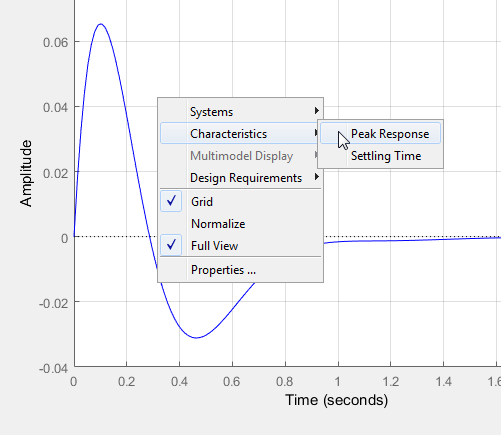 0.06
0.04
0.02
0
-0.02
-0.04
Amplitude
Systems
Characteristics
Multimodel Display
Design Requirements
Grid
Normalize
Full View
Properties ...
Peak Response
Settling Time
0 0.2 0.4 0.6 0.8 1 1.2 1.4 1.6
Time (seconds)